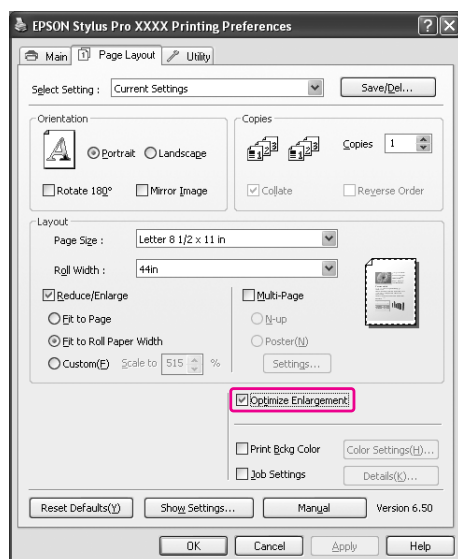 EPSON Stylus Pro XXXX Printing Preferences
Main Page Layout Utility
Select Setting : Current Settings Save/Del...
Orientation Copies
Portrait Landscape Copies 1
Rotate 180° Mirror Image Collate Reverse Order
Layout
Page Size : Letter 8 1/2 x 11 in
Roll Width : 44in
Reduce/Enlarge Multi-Page
Fit to Page N-up
Fit to Roll Paper Width Poster(N)
Custom(F) Scale to 515 % Settings...
Optimize Enlargement
Print Bckg Color Color Settings(H)...
Job Settings Details(K)...
Reset Defaults(Y) Show Settings... Manual Version 6.50
OK Cancel Apply Help